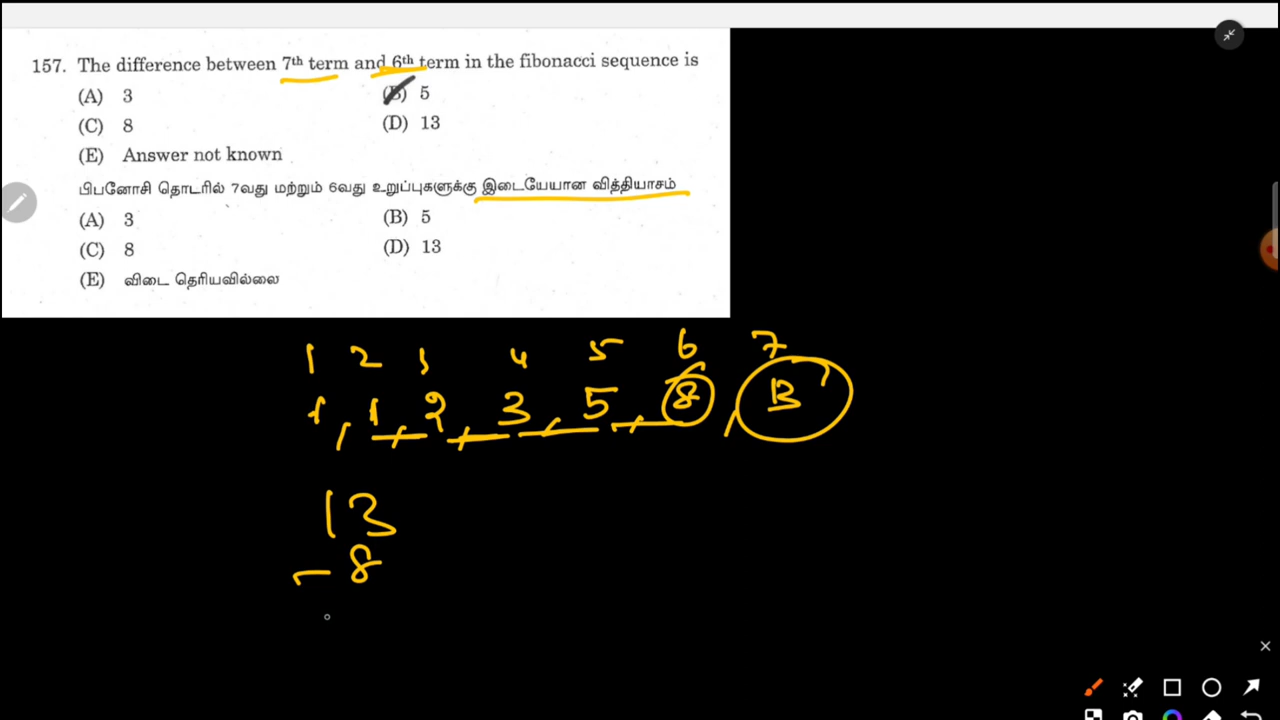 157. The difference between 7th term and 6th term in the fibonacci sequence is
(A) 3 (B) 5
(C) 8 (D) 13
(E) Answer not known
பிபனோசி தொடரில் 7வது மற்றும் 6வது உறுப்புகளுக்கு இடையேயான வித்தியாசம்
(A) 3 (B) 5
(C) 8 (D) 13
(E) விடை தெரியவில்லை
1 2 3 4 5 6 7
1, 1, 2, 3, 5, 8, 13
13
- 8